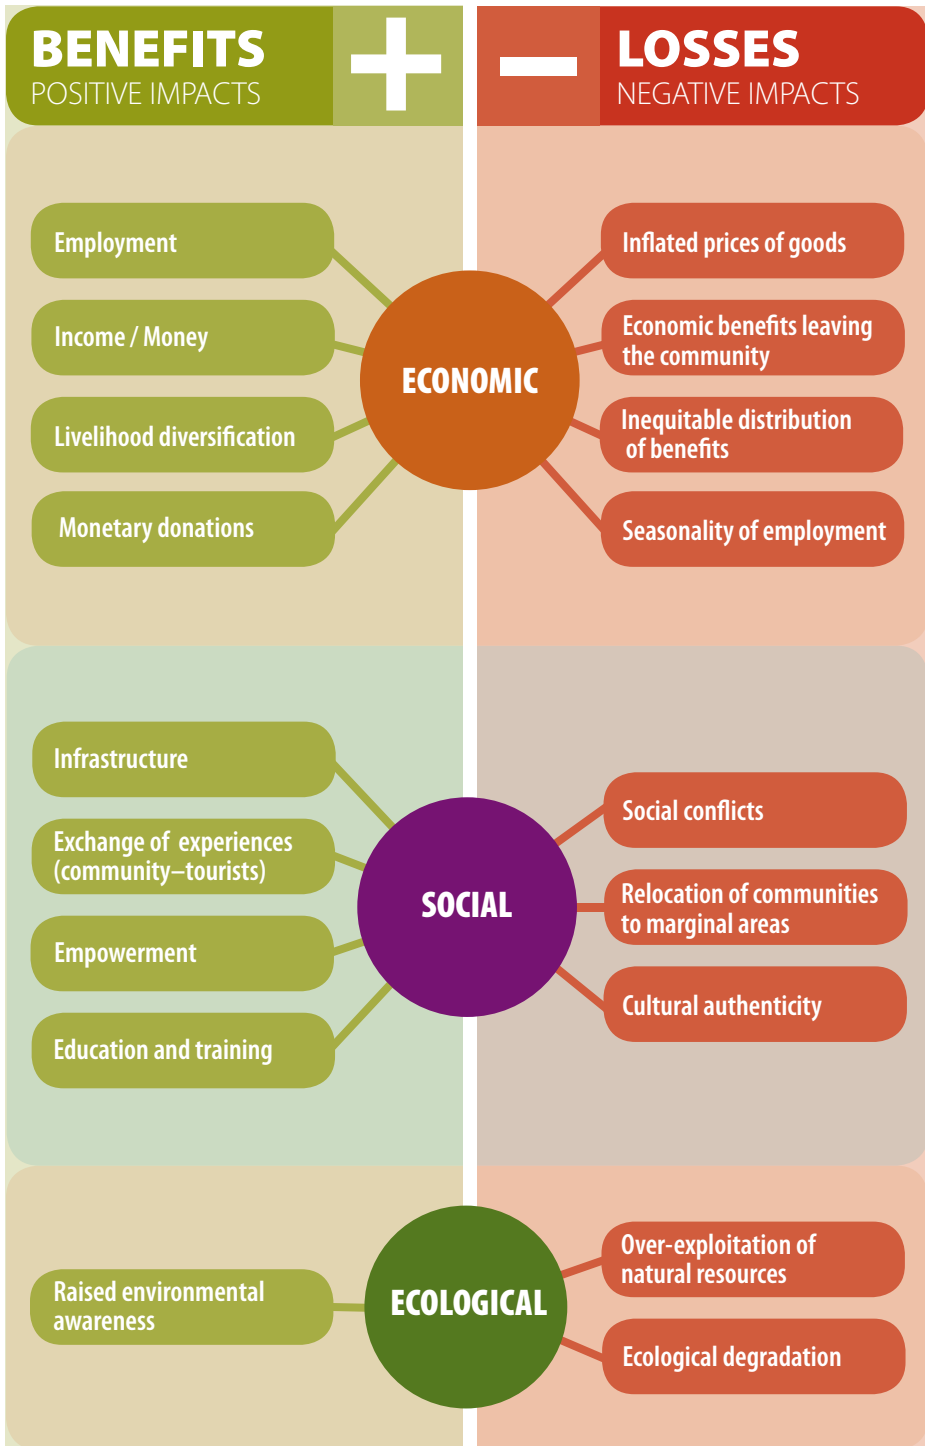 BENEFITS
POSITIVE IMPACTS
+
−
LOSSES
NEGATIVE IMPACTS
Employment
Income / Money
Livelihood diversification
Monetary donations
ECONOMIC
Inflated prices of goods
Economic benefits leaving
the community
Inequitable distribution
of benefits
Seasonality of employment
Infrastructure
Exchange of experiences
(community–tourists)
Empowerment
Education and training
SOCIAL
Social conflicts
Relocation of communities
to marginal areas
Cultural authenticity
Raised environmental
awareness
ECOLOGICAL
Over-exploitation of
natural resources
Ecological degradation